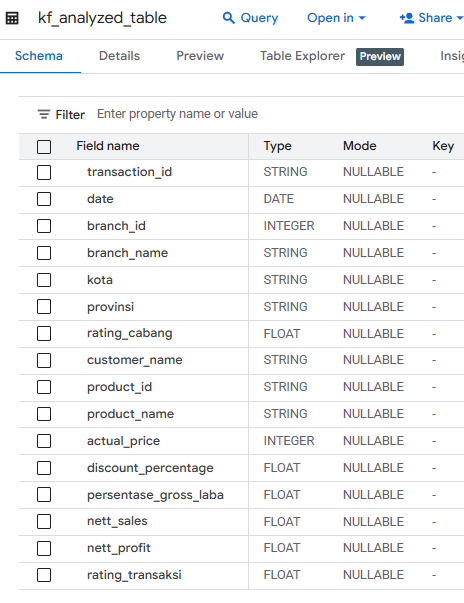 kf_analyzed_table Query Open in Share
Schema Details Preview Table Explorer Preview
Filter Enter property name or value
Field name Type Mode Key
transaction_id STRING NULLABLE -
date DATE NULLABLE -
branch_id INTEGER NULLABLE -
branch_name STRING NULLABLE -
kota STRING NULLABLE -
provinsi STRING NULLABLE -
rating_cabang FLOAT NULLABLE -
customer_name STRING NULLABLE -
product_id STRING NULLABLE -
product_name STRING NULLABLE -
actual_price INTEGER NULLABLE -
discount_percentage FLOAT NULLABLE -
persentase_gross_laba FLOAT NULLABLE -
nett_sales FLOAT NULLABLE -
nett_profit FLOAT NULLABLE -
rating_transaksi FLOAT NULLABLE -